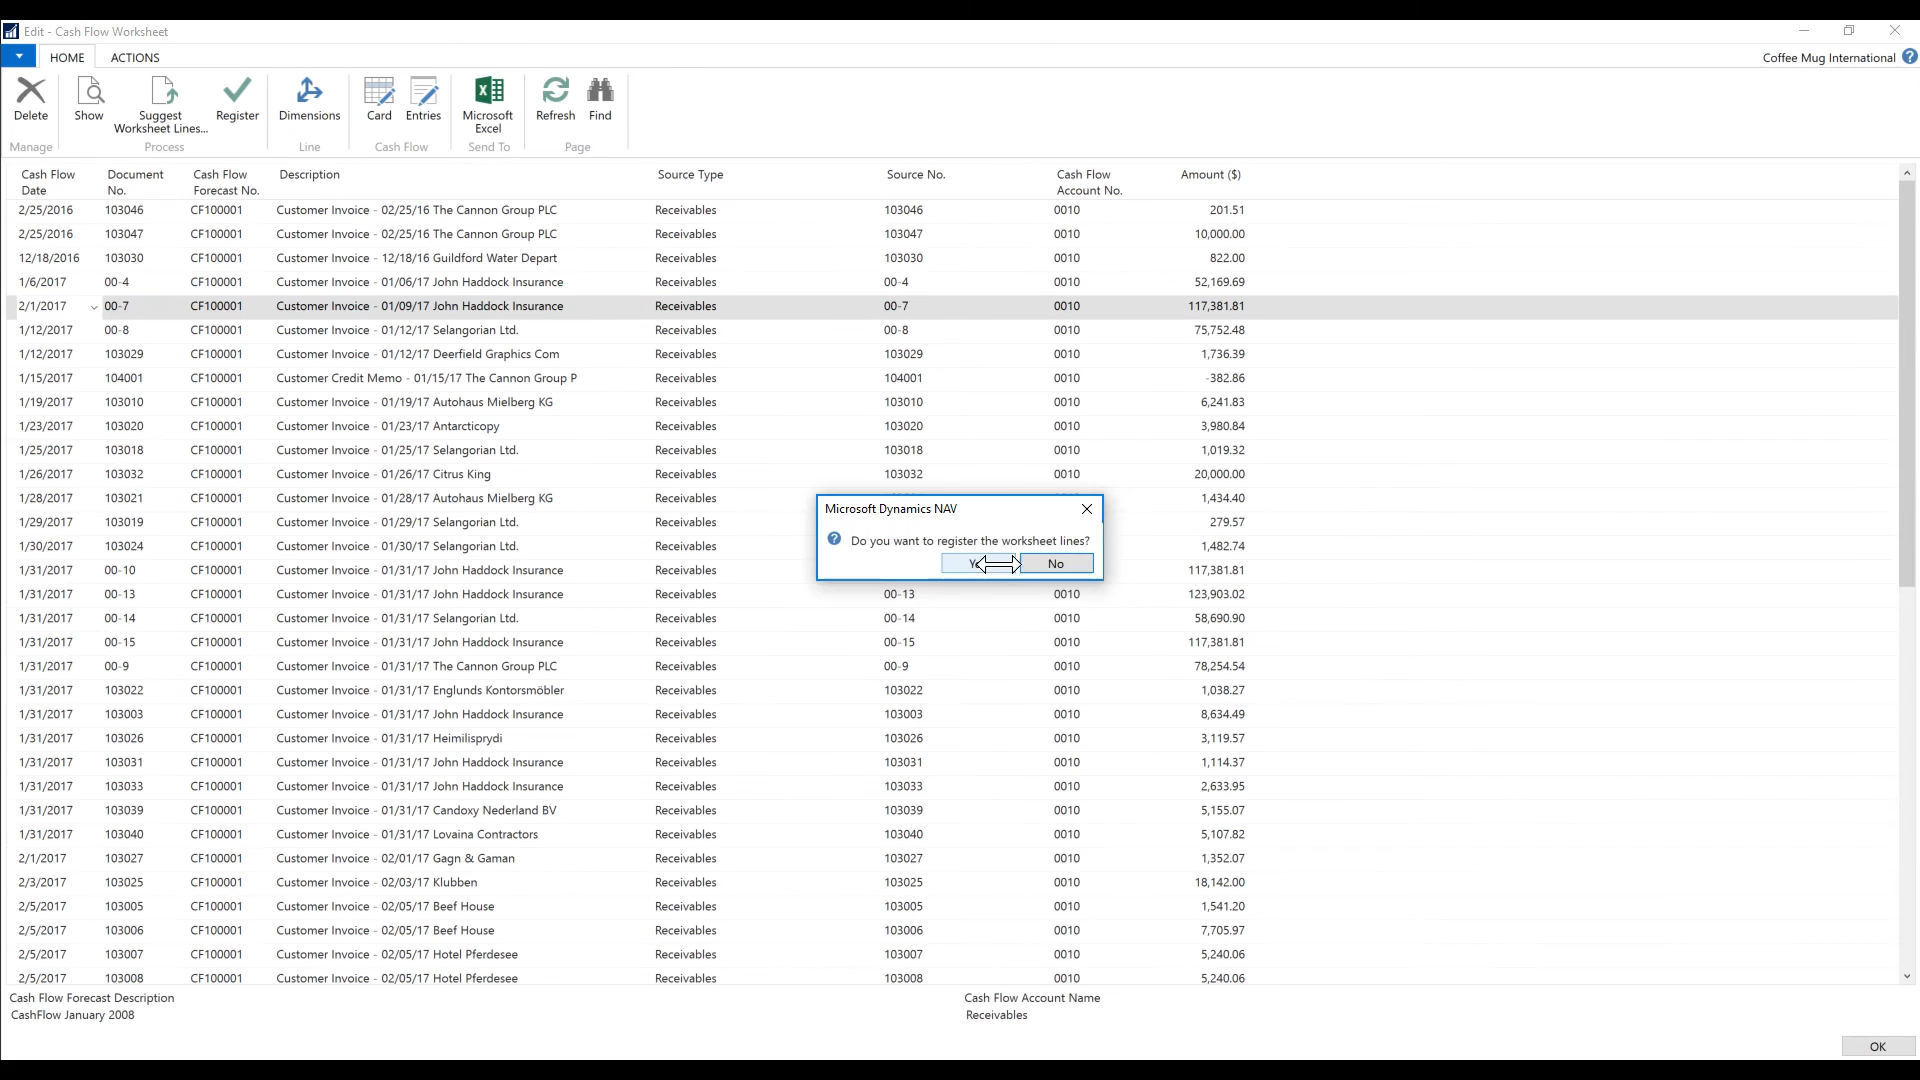 Edit - Cash Flow Worksheet
HOME ACTIONS Coffee Mug International
Delete Show Suggest Worksheet Lines... Register Dimensions Card Entries Microsoft Excel Refresh Find
Manage Process Line Cash Flow Send To Page
Cash Flow Date Document No. Cash Flow Forecast No. Description Source Type Source No. Cash Flow Account No. Amount ($)
2/25/2016 103046 CF100001 Customer Invoice - 02/25/16 The Cannon Group PLC Receivables 103046 0010 201.51
2/25/2016 103047 CF100001 Customer Invoice - 02/25/16 The Cannon Group PLC Receivables 103047 0010 10,000.00
12/18/2016 103030 CF100001 Customer Invoice - 12/18/16 Guildford Water Depart Receivables 103030 0010 822.00
1/6/2017 00-4 CF100001 Customer Invoice - 01/06/17 John Haddock Insurance Receivables 00-4 0010 52,169.69
2/1/2017 00-7 CF100001 Customer Invoice - 01/09/17 John Haddock Insurance Receivables 00-7 0010 117,381.81
1/12/2017 00-8 CF100001 Customer Invoice - 01/12/17 Selangorian Ltd. Receivables 00-8 0010 75,752.48
1/12/2017 103029 CF100001 Customer Invoice - 01/12/17 Deerfield Graphics Com Receivables 103029 0010 1,736.39
1/15/2017 104001 CF100001 Customer Credit Memo - 01/15/17 The Cannon Group P Receivables 104001 0010 -382.86
1/19/2017 103010 CF100001 Customer Invoice - 01/19/17 Autohaus Mielberg KG Receivables 103010 0010 6,241.83
1/23/2017 103020 CF100001 Customer Invoice - 01/23/17 Antarcticopy Receivables 103020 0010 3,980.84
1/25/2017 103018 CF100001 Customer Invoice - 01/25/17 Selangorian Ltd. Receivables 103018 0010 1,019.32
1/26/2017 103032 CF100001 Customer Invoice - 01/26/17 Citrus King Receivables 103032 0010 20,000.00
1/28/2017 103021 CF100001 Customer Invoice - 01/28/17 Autohaus Mielberg KG Receivables 1,434.40
1/29/2017 103019 CF100001 Customer Invoice - 01/29/17 Selangorian Ltd. Receivables 279.57
1/30/2017 103024 CF100001 Customer Invoice - 01/30/17 Selangorian Ltd. Receivables 1,482.74
1/31/2017 00-10 CF100001 Customer Invoice - 01/31/17 John Haddock Insurance Receivables 117,381.81
Microsoft Dynamics NAV
Do you want to register the worksheet lines?
No
1/31/2017 00-13 CF100001 Customer Invoice - 01/31/17 John Haddock Insurance Receivables 00-13 0010 123,903.02
1/31/2017 00-14 CF100001 Customer Invoice - 01/31/17 Selangorian Ltd. Receivables 00-14 0010 58,690.90
1/31/2017 00-15 CF100001 Customer Invoice - 01/31/17 John Haddock Insurance Receivables 00-15 0010 117,381.81
1/31/2017 00-9 CF100001 Customer Invoice - 01/31/17 The Cannon Group PLC Receivables 00-9 0010 78,254.54
1/31/2017 103022 CF100001 Customer Invoice - 01/31/17 Englunds Kontorsmöbler Receivables 103022 0010 1,038.27
1/31/2017 103003 CF100001 Customer Invoice - 01/31/17 John Haddock Insurance Receivables 103003 0010 8,634.49
1/31/2017 103026 CF100001 Customer Invoice - 01/31/17 Heimilisprydi Receivables 103026 0010 3,119.57
1/31/2017 103031 CF100001 Customer Invoice - 01/31/17 John Haddock Insurance Receivables 103031 0010 1,114.37
1/31/2017 103033 CF100001 Customer Invoice - 01/31/17 John Haddock Insurance Receivables 103033 0010 2,633.95
1/31/2017 103039 CF100001 Customer Invoice - 01/31/17 Candoxy Nederland BV Receivables 103039 0010 5,155.07
1/31/2017 103040 CF100001 Customer Invoice - 01/31/17 Lovaina Contractors Receivables 103040 0010 5,107.82
2/1/2017 103027 CF100001 Customer Invoice - 02/01/17 Gagn & Gaman Receivables 103027 0010 1,352.07
2/3/2017 103025 CF100001 Customer Invoice - 02/03/17 Klubben Receivables 103025 0010 18,142.00
2/5/2017 103005 CF100001 Customer Invoice - 02/05/17 Beef House Receivables 103005 0010 1,541.20
2/5/2017 103006 CF100001 Customer Invoice - 02/05/17 Beef House Receivables 103006 0010 7,705.97
2/5/2017 103007 CF100001 Customer Invoice - 02/05/17 Hotel Pferdesee Receivables 103007 0010 5,240.06
2/5/2017 103008 CF100001 Customer Invoice - 02/05/17 Hotel Pferdesee Receivables 103008 0010 5,240.06
Cash Flow Forecast Description Cash Flow Account Name
CashFlow January 2008 Receivables
OK